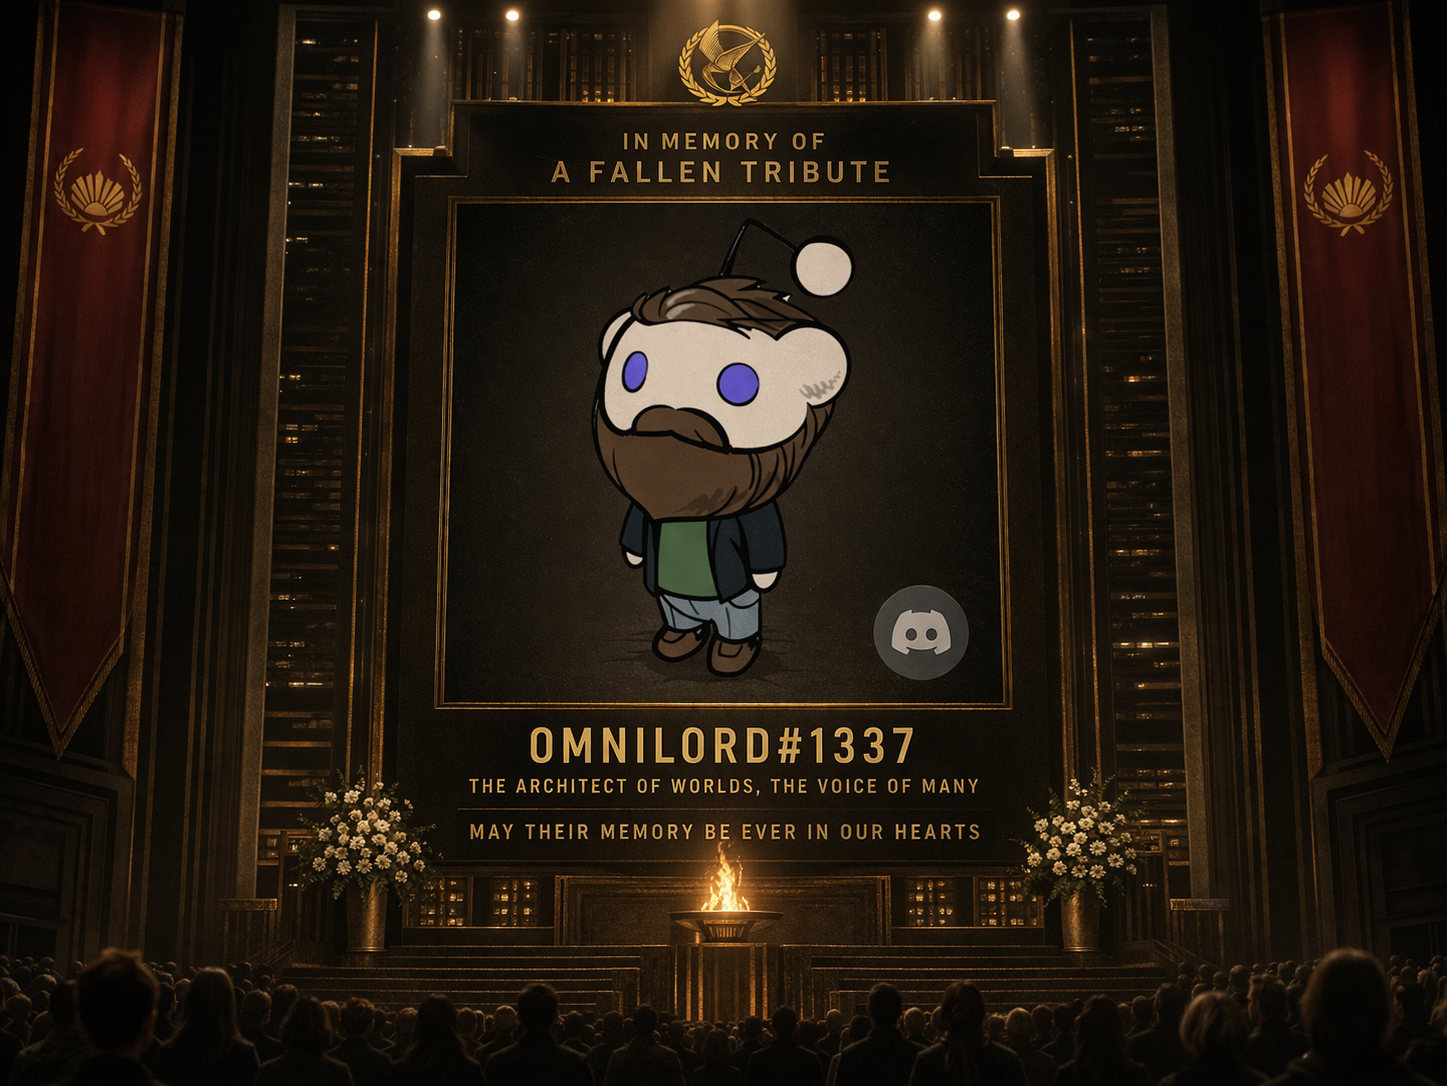 IN MEMORY OF
A FALLEN TRIBUTE
OMNILORD#1337
THE ARCHITECT OF WORLDS, THE VOICE OF MANY
MAY THEIR MEMORY BE EVER IN OUR HEARTS